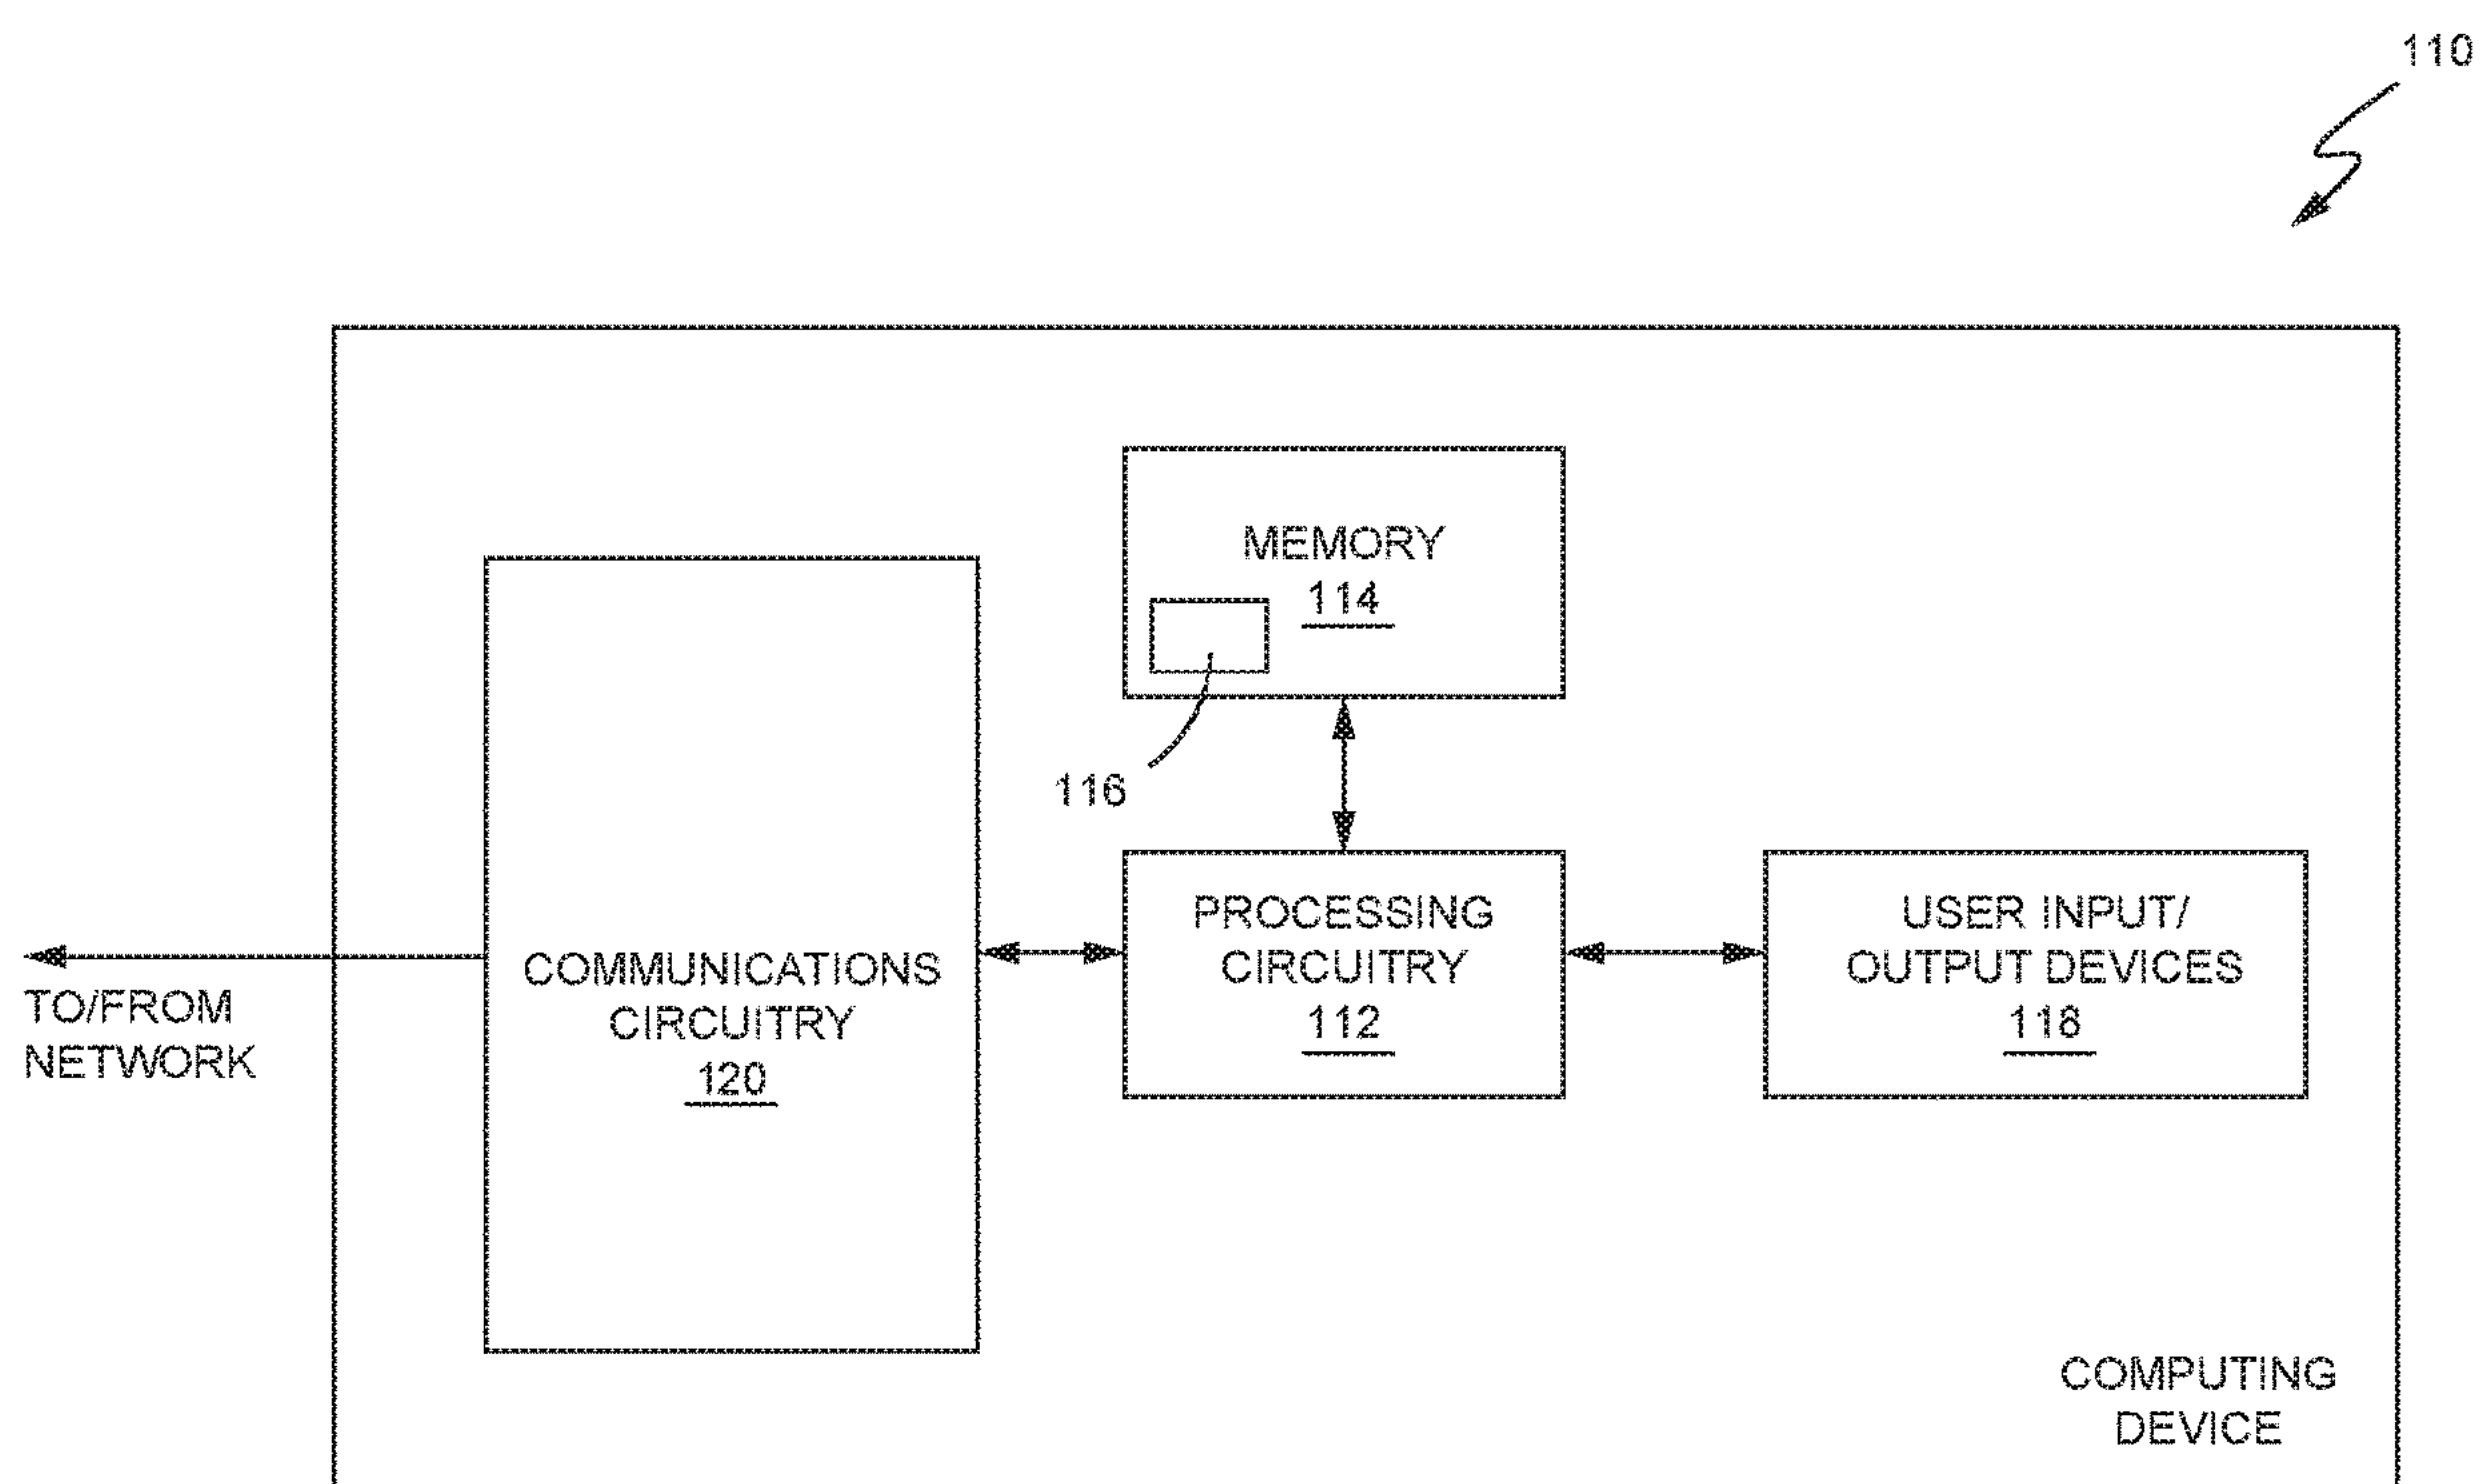 110
MEMORY
114
116
PROCESSING
CIRCUITRY
112
USER INPUT/
OUTPUT DEVICES
118
COMMUNICATIONS
CIRCUITRY
120
TO/FROM
NETWORK
COMPUTING
DEVICE